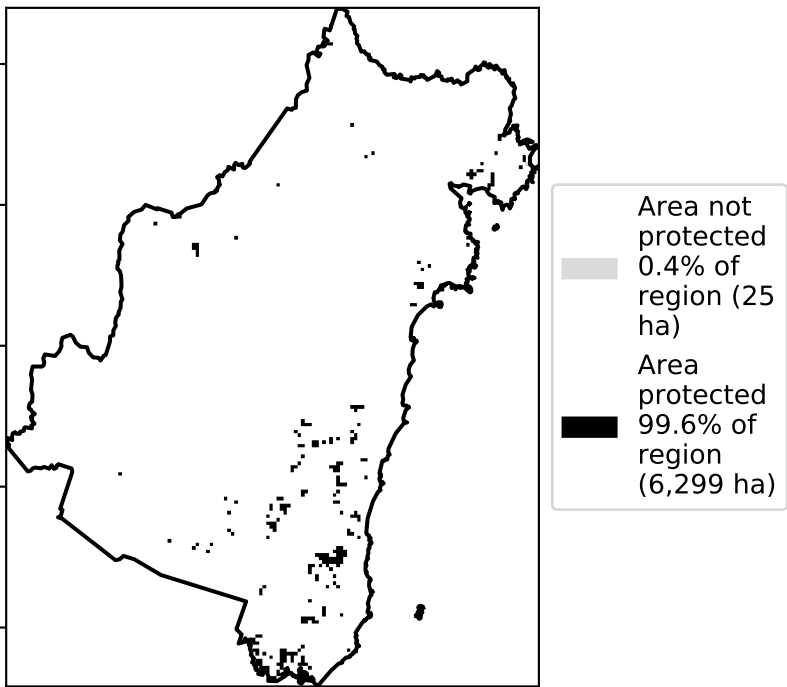 Area not
protected
0.4% of
region (25
ha)
Area
protected
99.6% of
region
(6,299 ha)